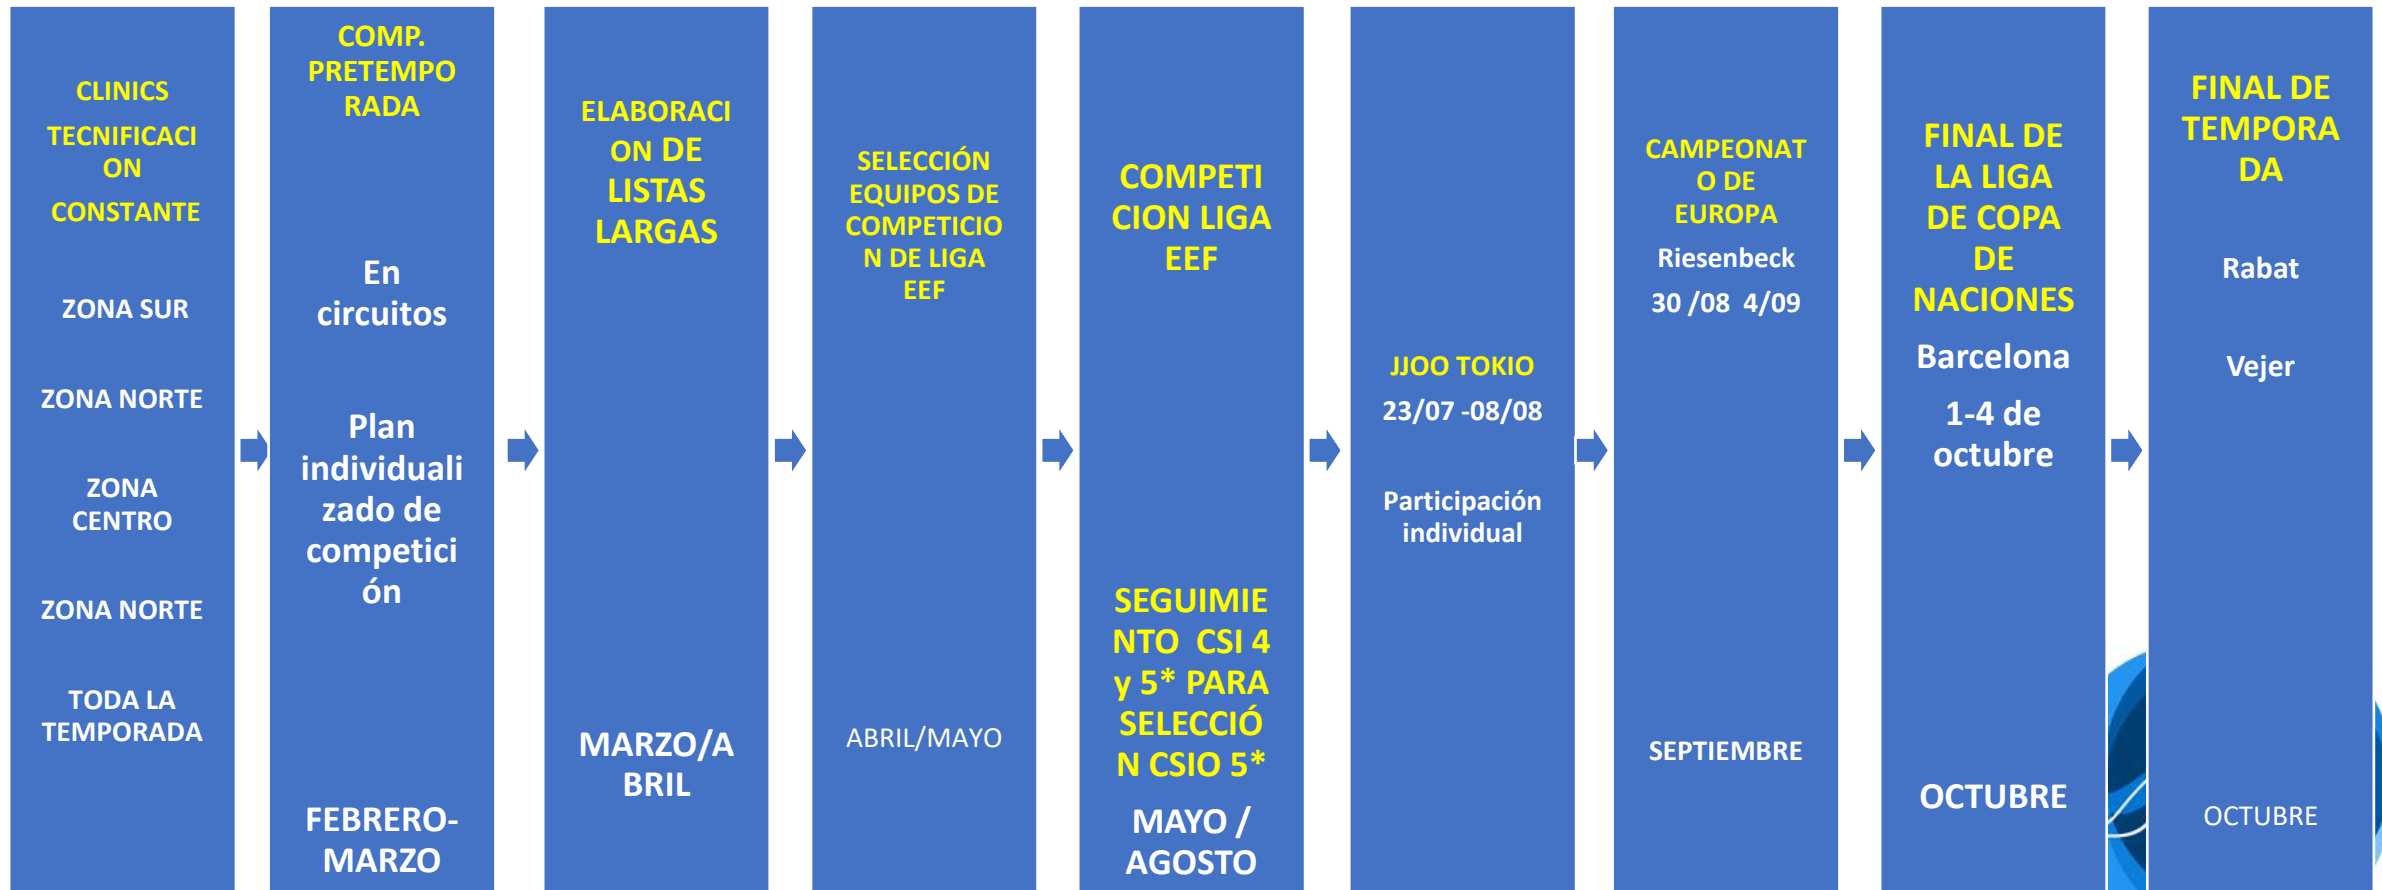 CLINICS
TECNIFICACI
ON
CONSTANTE
ZONA SUR
ZONA NORTE
ZONA
CENTRO
ZONA NORTE
TODA LA
TEMPORADA
COMP.
PRETEMPO
RADA
En
circuitos
Plan
individuali
zado de
competici
ón
FEBRERO-
MARZO
ELABORACI
ON DE
LISTAS
LARGAS
MARZO/A
BRIL
SELECCIÓN
EQUIPOS DE
COMPETICIO
N DE LIGA
EEF
ABRIL/MAYO
COMPETI
CION LIGA
EEF
SEGUIMIE
NTO  CSI 4
y 5* PARA
SELECCIÓ
N CSIO 5*
MAYO /
AGOSTO
JJOO TOKIO
23/07 -08/08
Participación
individual
CAMPEONAT
O DE
EUROPA
Riesenbeck
30 /08  4/09
SEPTIEMBRE
FINAL DE
LA LIGA
DE COPA
DE
NACIONES
Barcelona
1-4 de
octubre
OCTUBRE
FINAL DE
TEMPORA
DA
Rabat
Vejer
OCTUBRE